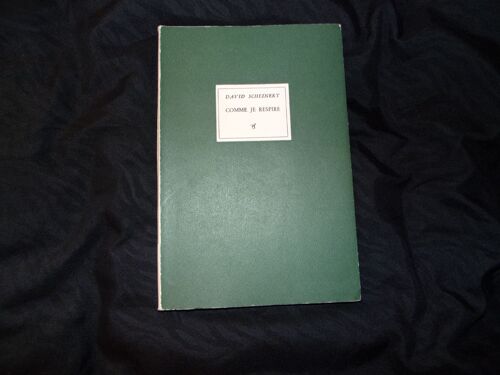 DAVID SCHEINERT
COMME JE RESPIRE